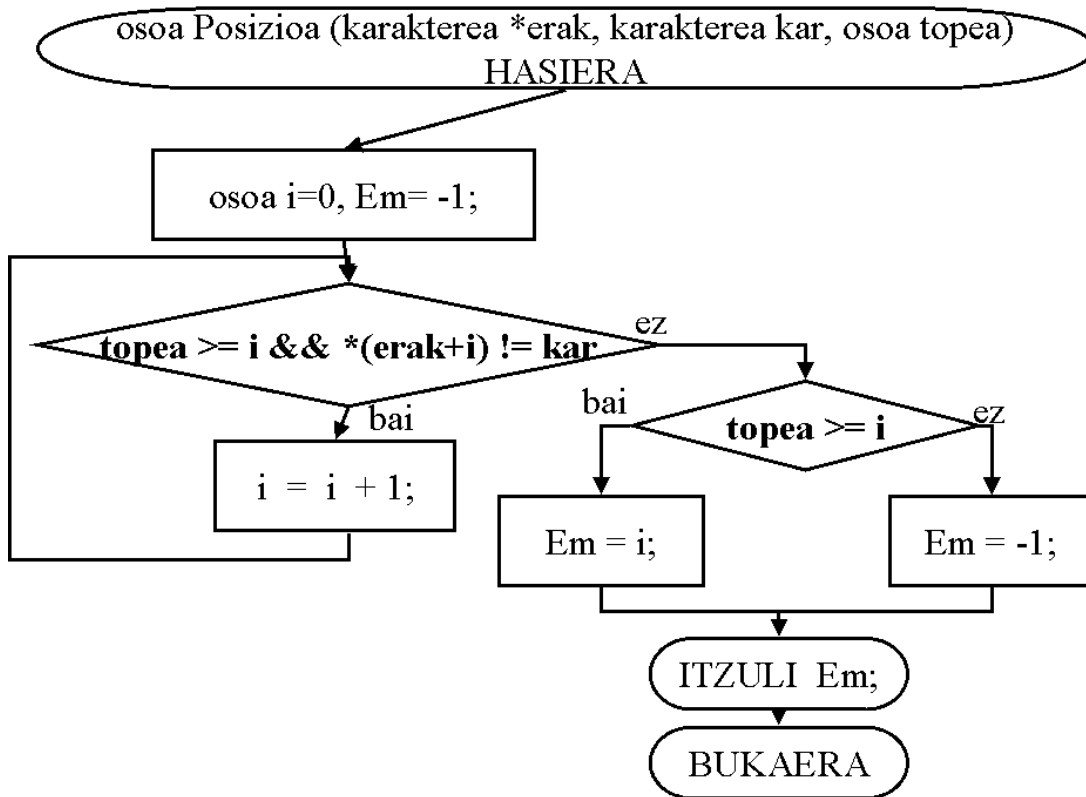 osoa Posizioa (karakterea *erak, karakterea kar, osoa topea)
HASIERA
osoa i=0, Em= -1;
topea >= i && *(erak+i) != kar
ez
bai
i = i + 1;
bai
topea >= i
ez
Em = i;
Em = -1;
ITZULI Em;
BUKAERA